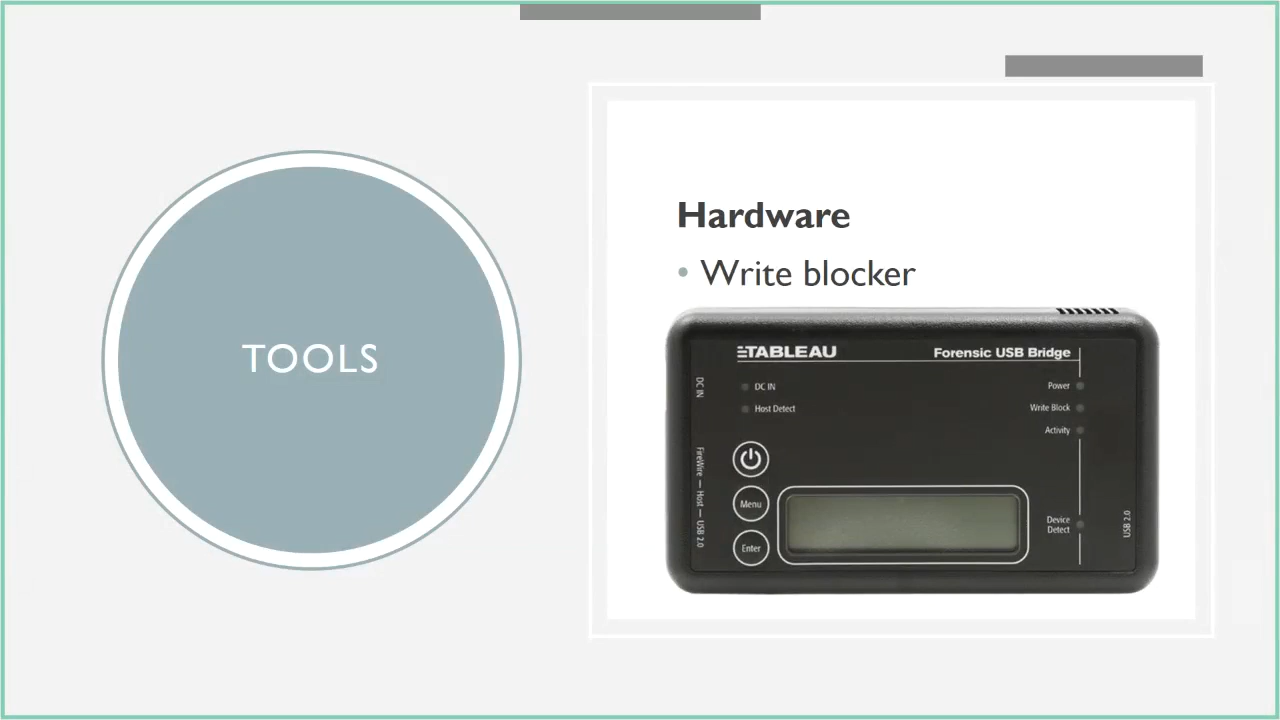 TOOLS
Hardware
• Write blocker
TABLEAU
Forensic USB Bridge
DC IN
DC IN
Host Detect
Power
Write Block
Activity
FireWire — Host — USB 2.0
Menu
Enter
Device
Detect
USB 2.0